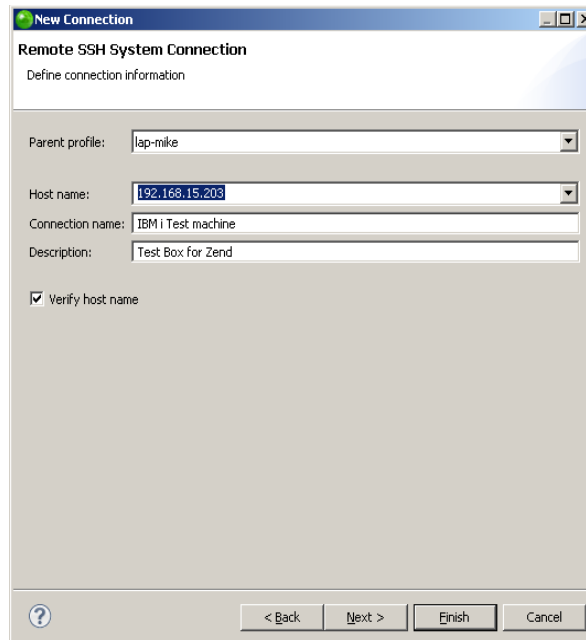 New Connection
Remote SSH System Connection
Define connection information
Parent profile: lap-mike
Host name: 192.168.15.203
Connection name: IBM i Test machine
Description: Test Box for Zend
Verify host name
? < Back Next > Finish Cancel